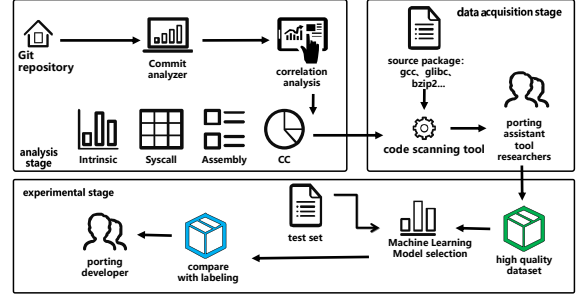 Git
repository
Commit
analyzer
correlation
analysis
analysis
stage
Intrinsic
Syscall
Assembly
CC
data acquisition stage
source package:
gcc, glibc、
bzip2...
code scanning tool
porting
assistant
tool
researchers
experimental stage
porting
developer
compare
with labeling
test set
Machine Learning
Model selection
high quality
dataset